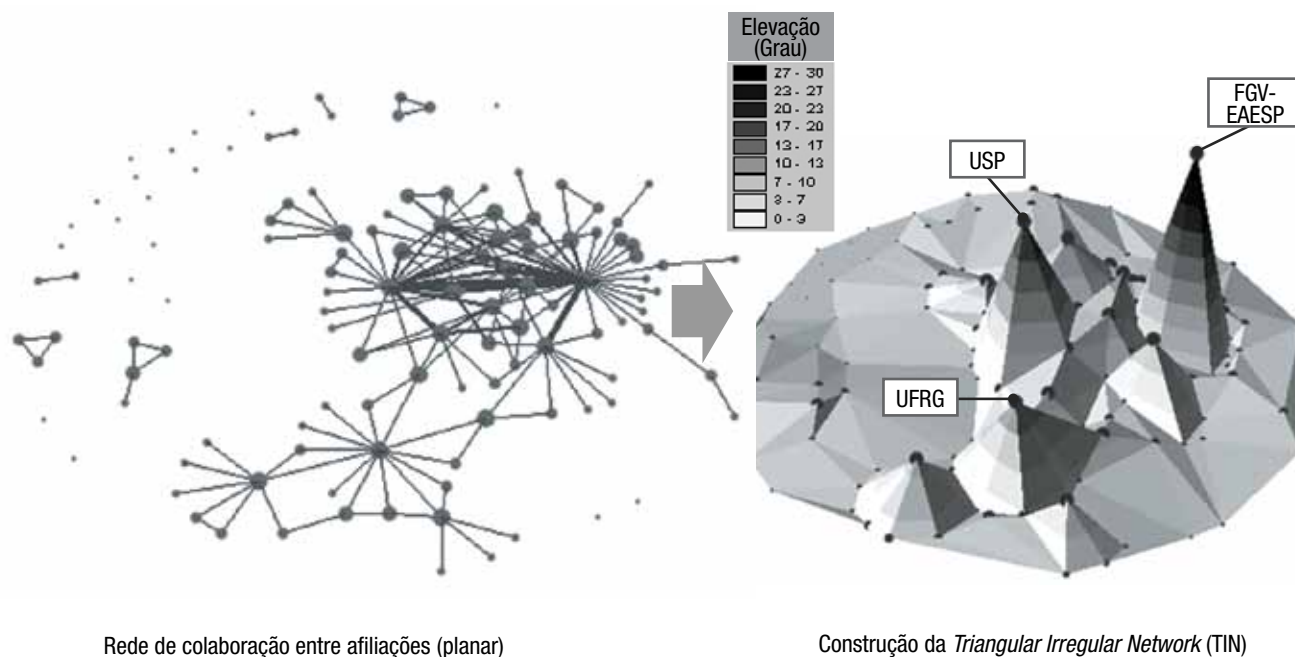 Elevação
(Grau)
27 - 30
23 - 27
20 - 23
17 - 20
13 - 17
10 - 13
7 - 10
3 - 7
0 - 3
FGV-
EAESP
USP
UFRG
Rede de colaboração entre afiliações (planar)
Construção da Triangular Irregular Network (TIN)